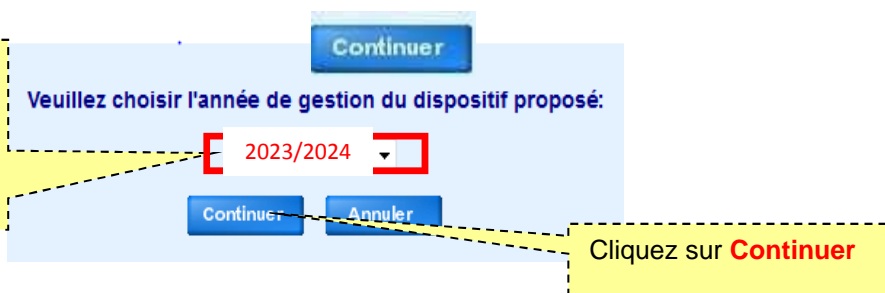 Continuer
Veuillez choisir l'année de gestion du dispositif proposé:
2023/2024
Continuer Annuler
Cliquez sur Continuer